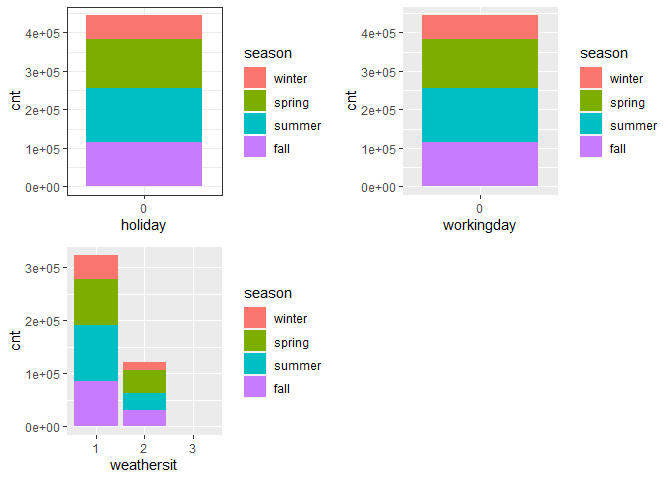 cnt
4e+05
3e+05
2e+05
1e+05
0e+00
0
holiday
season
winter
spring
summer
fall
cnt
4e+05
3e+05
2e+05
1e+05
0e+00
0
workingday
season
winter
spring
summer
fall
cnt
3e+05
2e+05
1e+05
0e+00
1 2 3
weathersit
season
winter
spring
summer
fall